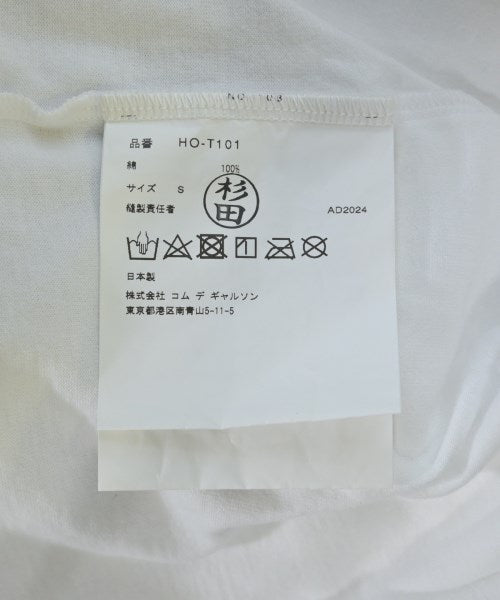 NO 103
品番 HO-T101
綿 100%
サイズ S
杉田
縫製責任者 AD2024
日本製
株式会社 コム デ ギャルソン
東京都港区南青山5-11-5